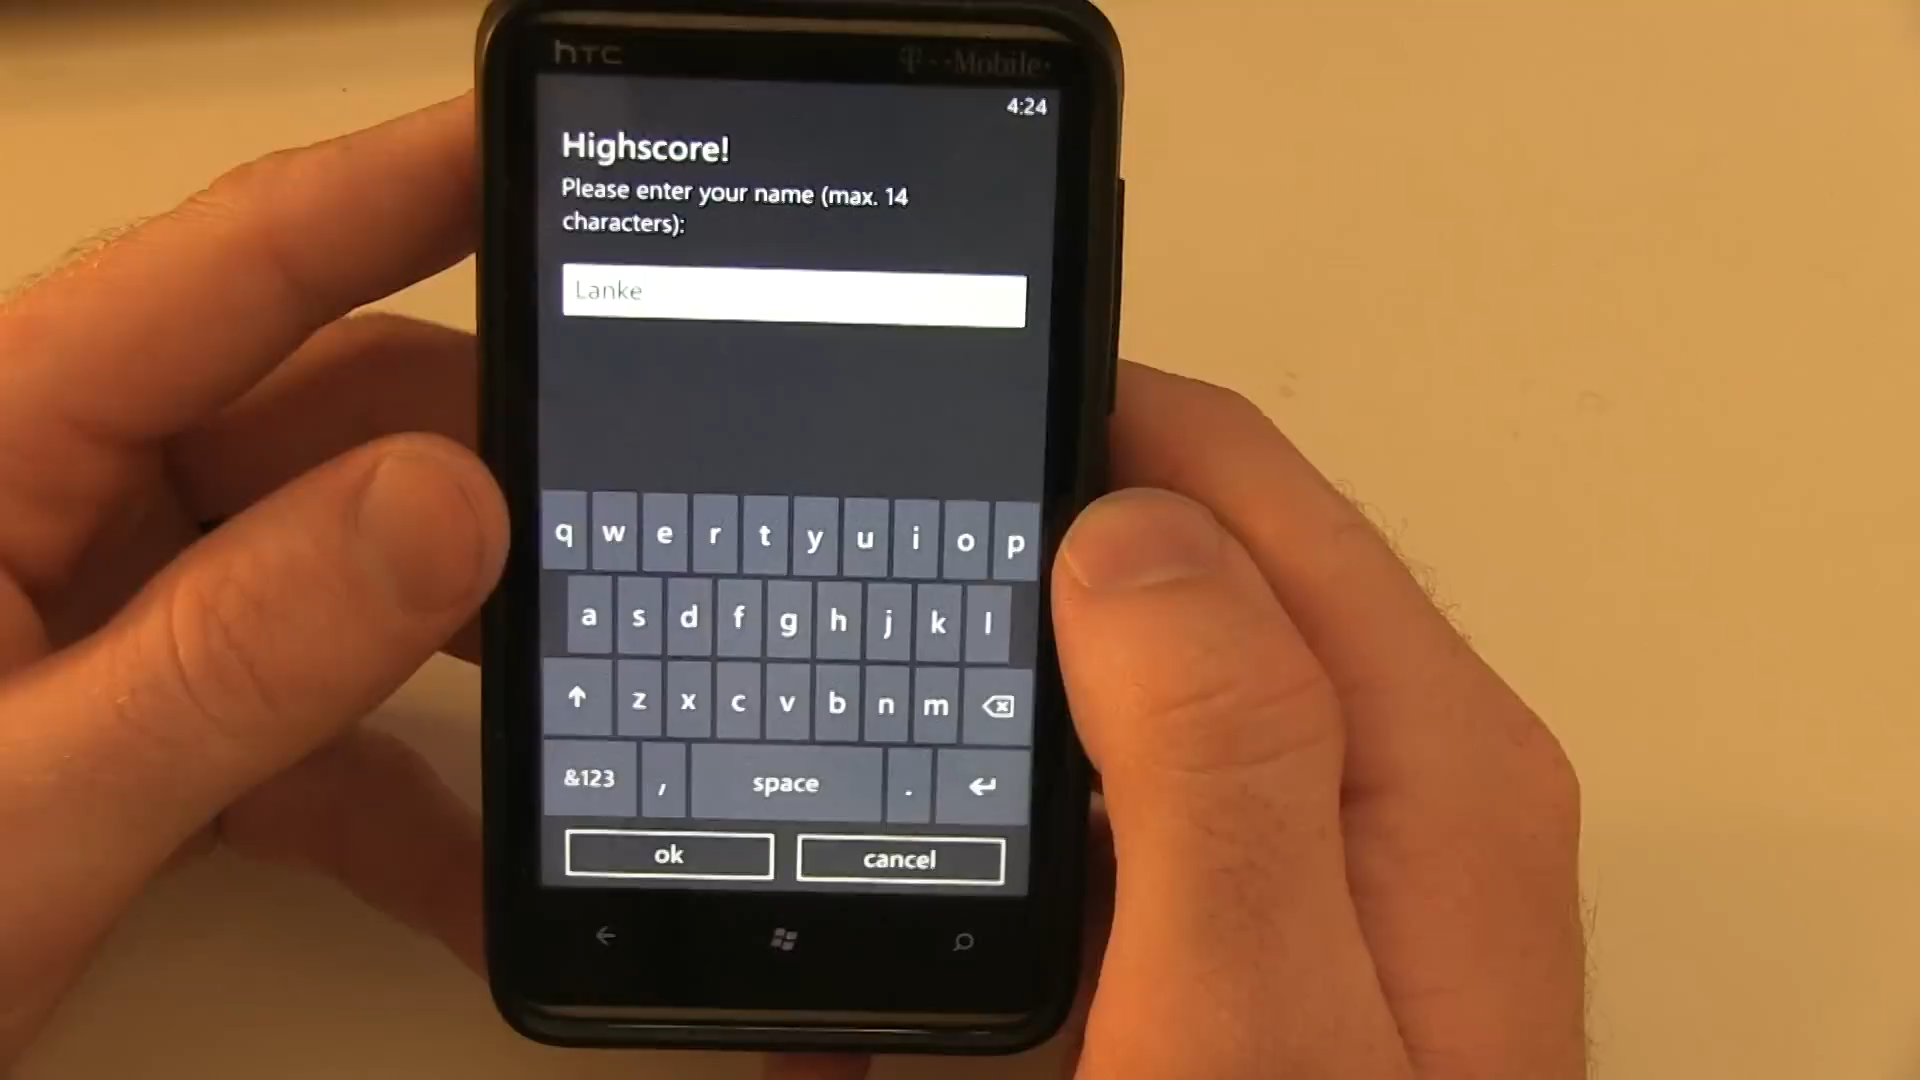 hTC T··Mobile·
4:24
Highscore!
Please enter your name (max. 14
characters):
Lanke
q w e r t y u i o p
a s d f g h j k l
z x c v b n m
&123 , space .
ok cancel